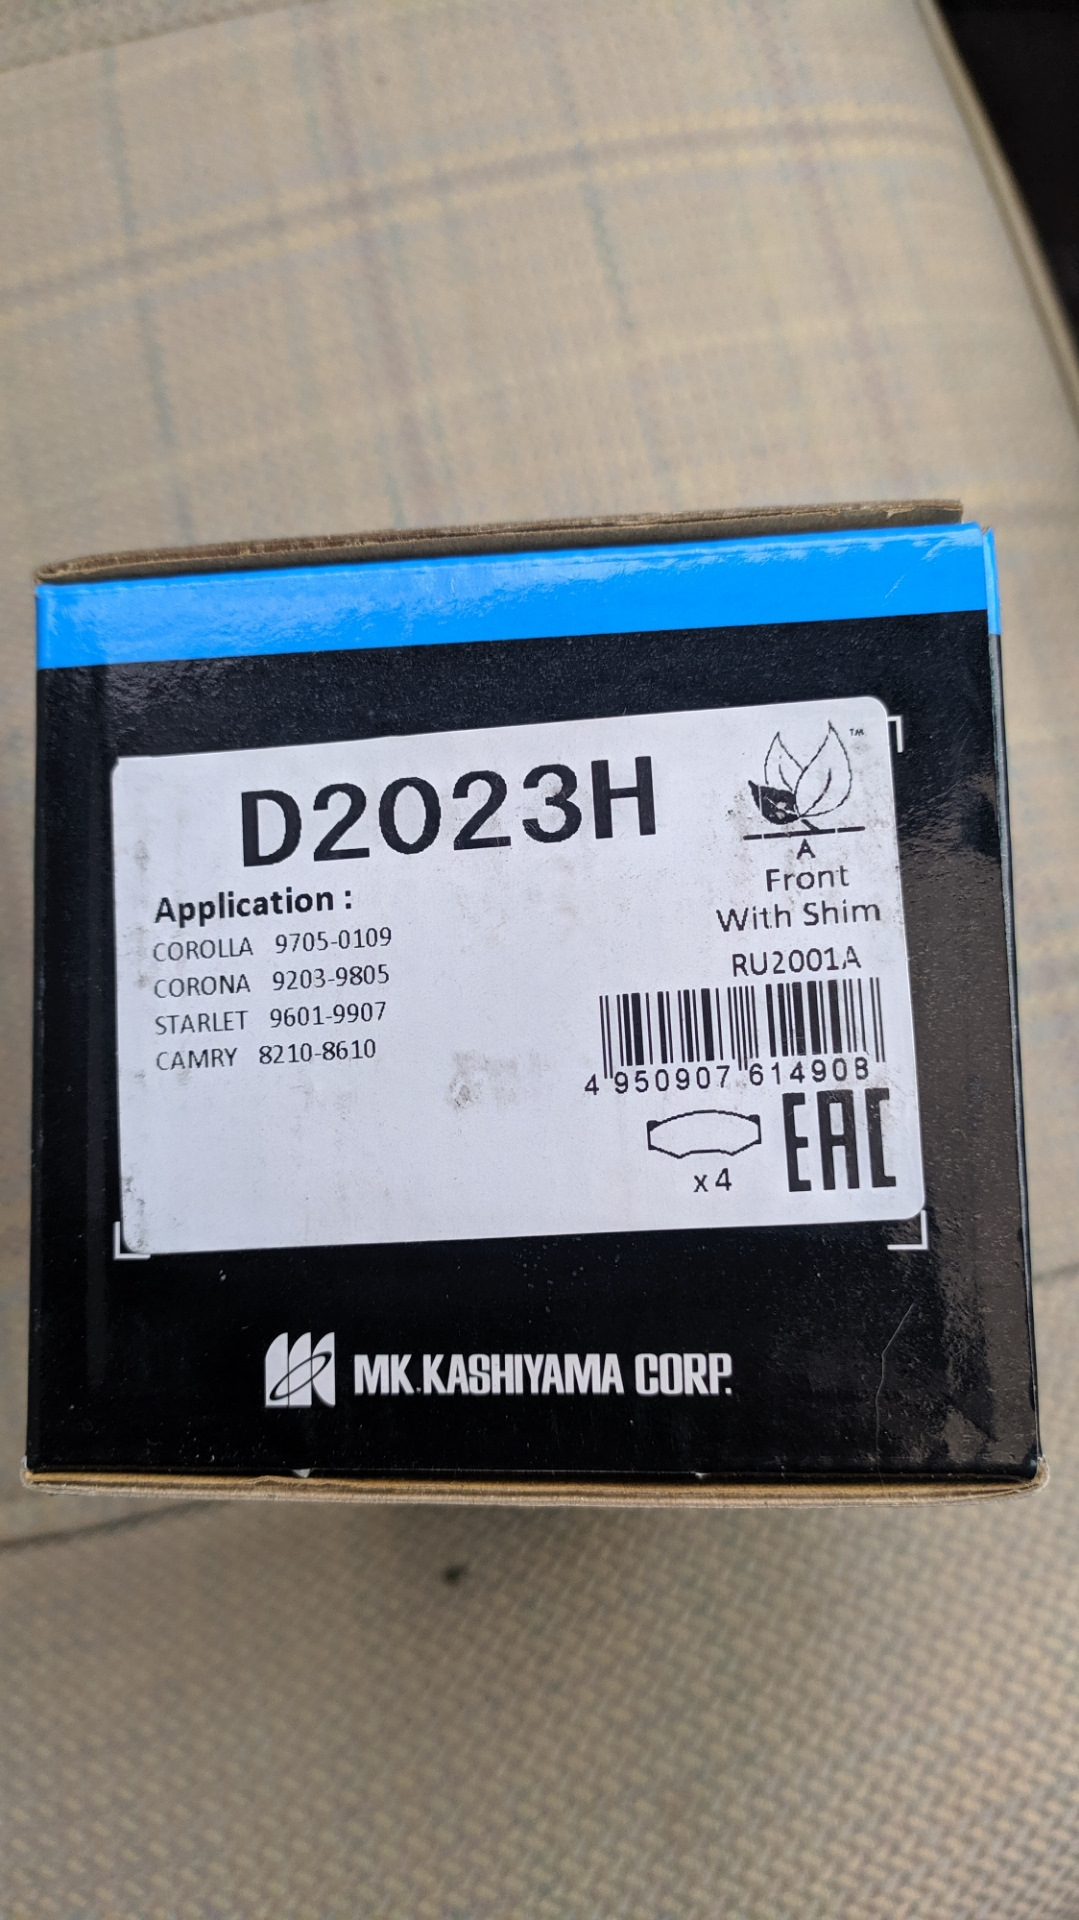 D2023H
TM
A
Front
With Shim
Application :
COROLLA 9705-0109
CORONA 9203-9805
STARLET 9601-9907
CAMRY 8210-8610
RU2001A
4 950907 614908
x4
EAC
MK KASHIYAMA CORP.